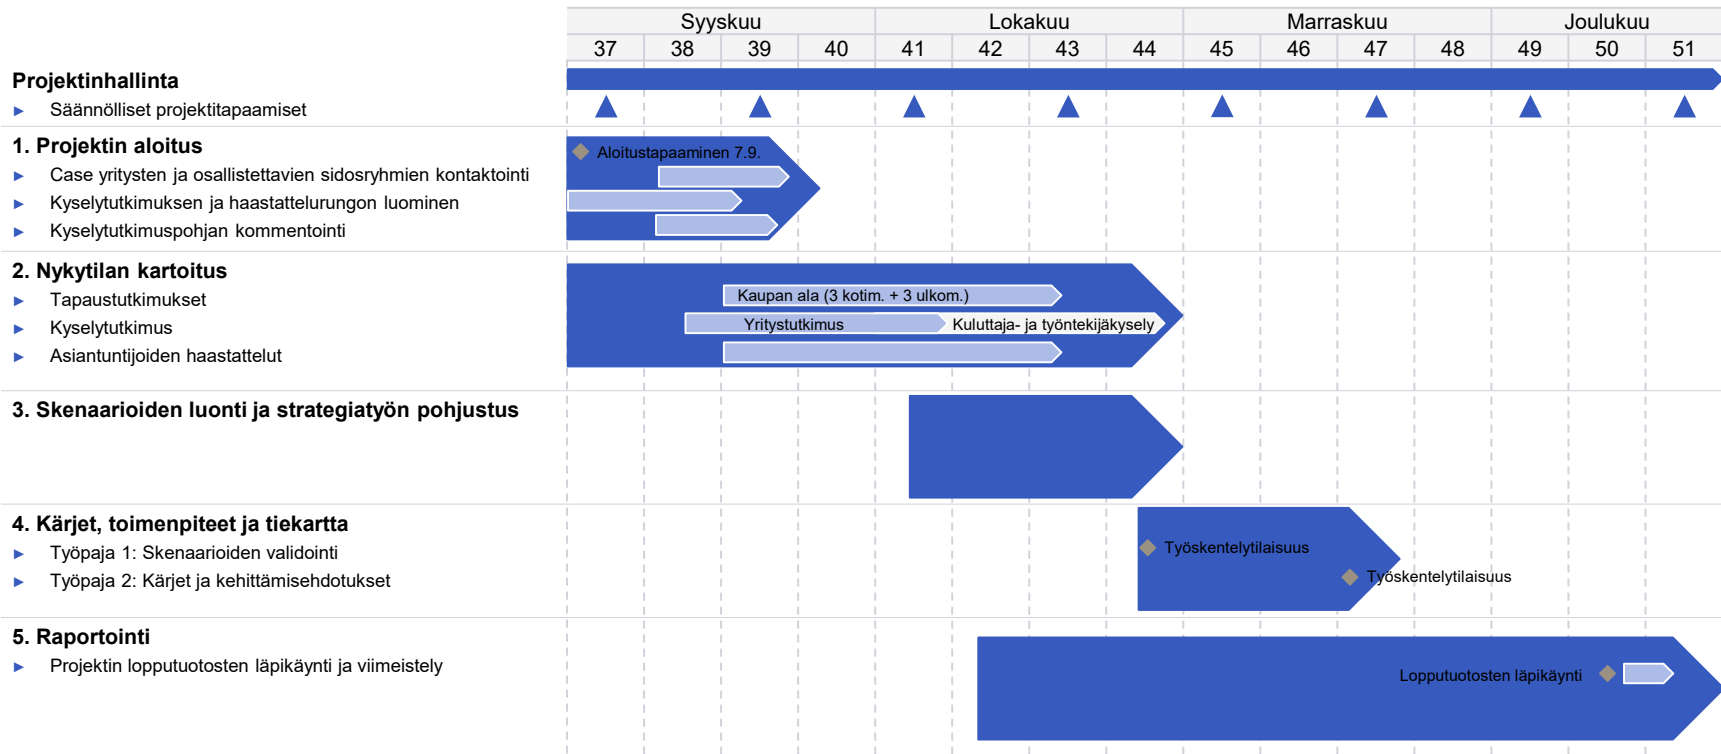 Syyskuu Lokakuu Marraskuu Joulukuu
37 38 39 40 41 42 43 44 45 46 47 48 49 50 51
Projektinhallinta
► Säännölliset projektitapaamiset
1. Projektin aloitus
Aloitustapaaminen 7.9.
► Case yritysten ja osallistettavien sidosryhmien kontaktointi
► Kyselytutkimuksen ja haastattelurungon luominen
► Kyselytutkimuspohjan kommentointi
2. Nykytilan kartoitus
► Tapaustutkimukset
Kaupan ala (3 kotim. + 3 ulkom.)
► Kyselytutkimus
Yritystutkimus Kuluttaja- ja työntekijäkysely
► Asiantuntijoiden haastattelut
3. Skenaarioiden luonti ja strategiatyön pohjustus
4. Kärjet, toimenpiteet ja tiekartta
► Työpaja 1: Skenaarioiden validointi
Työskentelytilaisuus
► Työpaja 2: Kärjet ja kehittämisehdotukset
Työskentelytilaisuus
5. Raportointi
► Projektin lopputuotosten läpikäynti ja viimeistely
Lopputuotosten läpikäynti